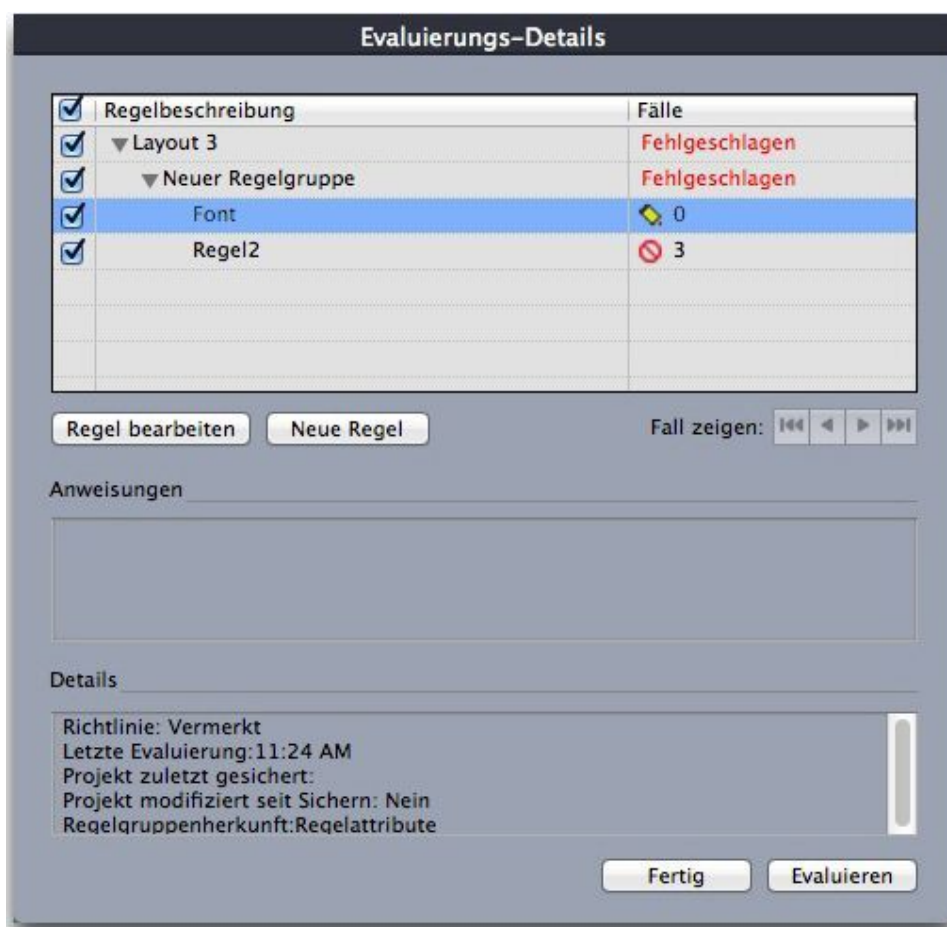 Evaluierungs-Details
Regelbeschreibung Fälle
Layout 3 Fehlgeschlagen
Neuer Regelgruppe Fehlgeschlagen
Font 0
Regel2 3
Regel bearbeiten Neue Regel Fall zeigen:
Anweisungen
Details
Richtlinie: Vermerkt
Letzte Evaluierung:11:24 AM
Projekt zuletzt gesichert:
Projekt modifiziert seit Sichern: Nein
Regelgruppenherkunft:Regelattribute
Fertig Evaluieren